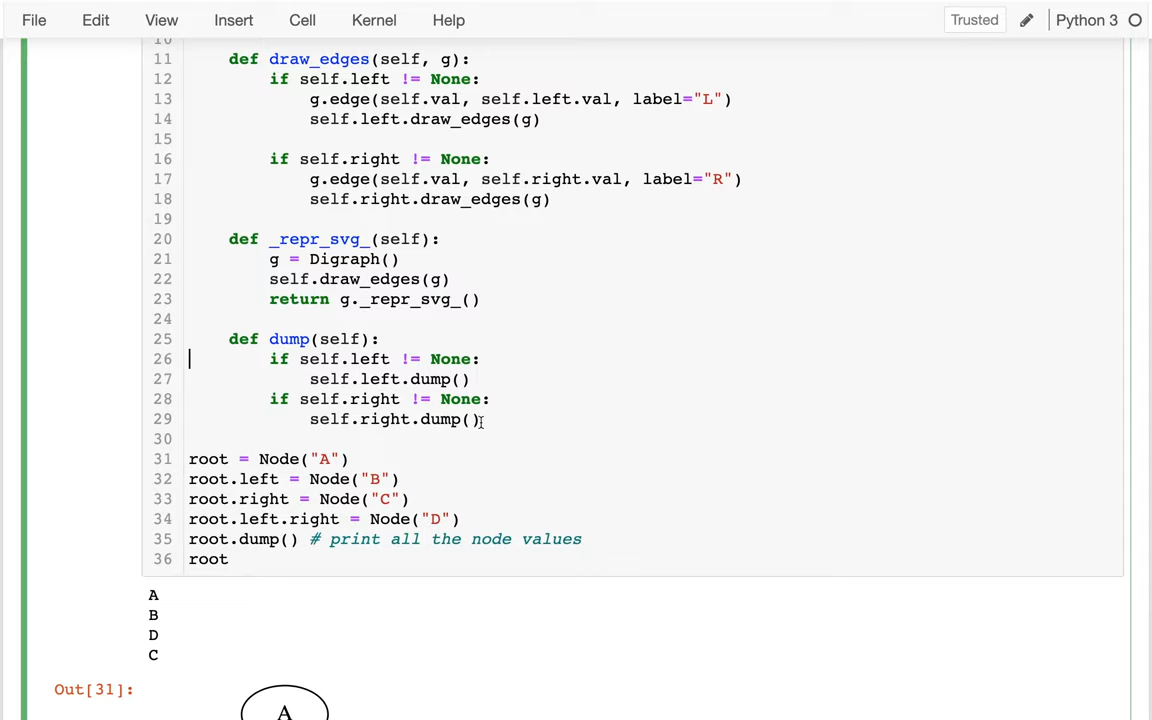 File Edit View Insert Cell Kernel Help Trusted Python 3
10
11     def draw_edges(self, g):
12         if self.left != None:
13             g.edge(self.val, self.left.val, label="L")
14             self.left.draw_edges(g)
15
16         if self.right != None:
17             g.edge(self.val, self.right.val, label="R")
18             self.right.draw_edges(g)
19
20     def _repr_svg_(self):
21         g = Digraph()
22         self.draw_edges(g)
23         return g._repr_svg_()
24
25     def dump(self):
26         if self.left != None:
27             self.left.dump()
28         if self.right != None:
29             self.right.dump()
30
31 root = Node("A")
32 root.left = Node("B")
33 root.right = Node("C")
34 root.left.right = Node("D")
35 root.dump() # print all the node values
36 root
A
B
D
C
Out[31]:
A